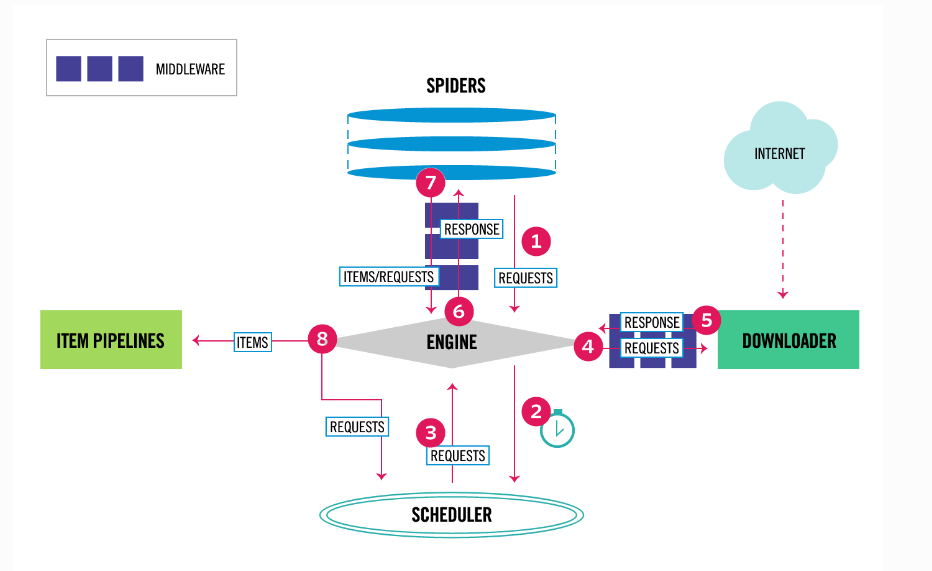 MIDDLEWARE
SPIDERS
INTERNET
7
RESPONSE
1
ITEMS/REQUESTS
REQUESTS
6
5
RESPONSE
8
ITEM PIPELINES
ITEMS
ENGINE
4
REQUESTS
DOWNLOADER
2
REQUESTS
3
REQUESTS
SCHEDULER